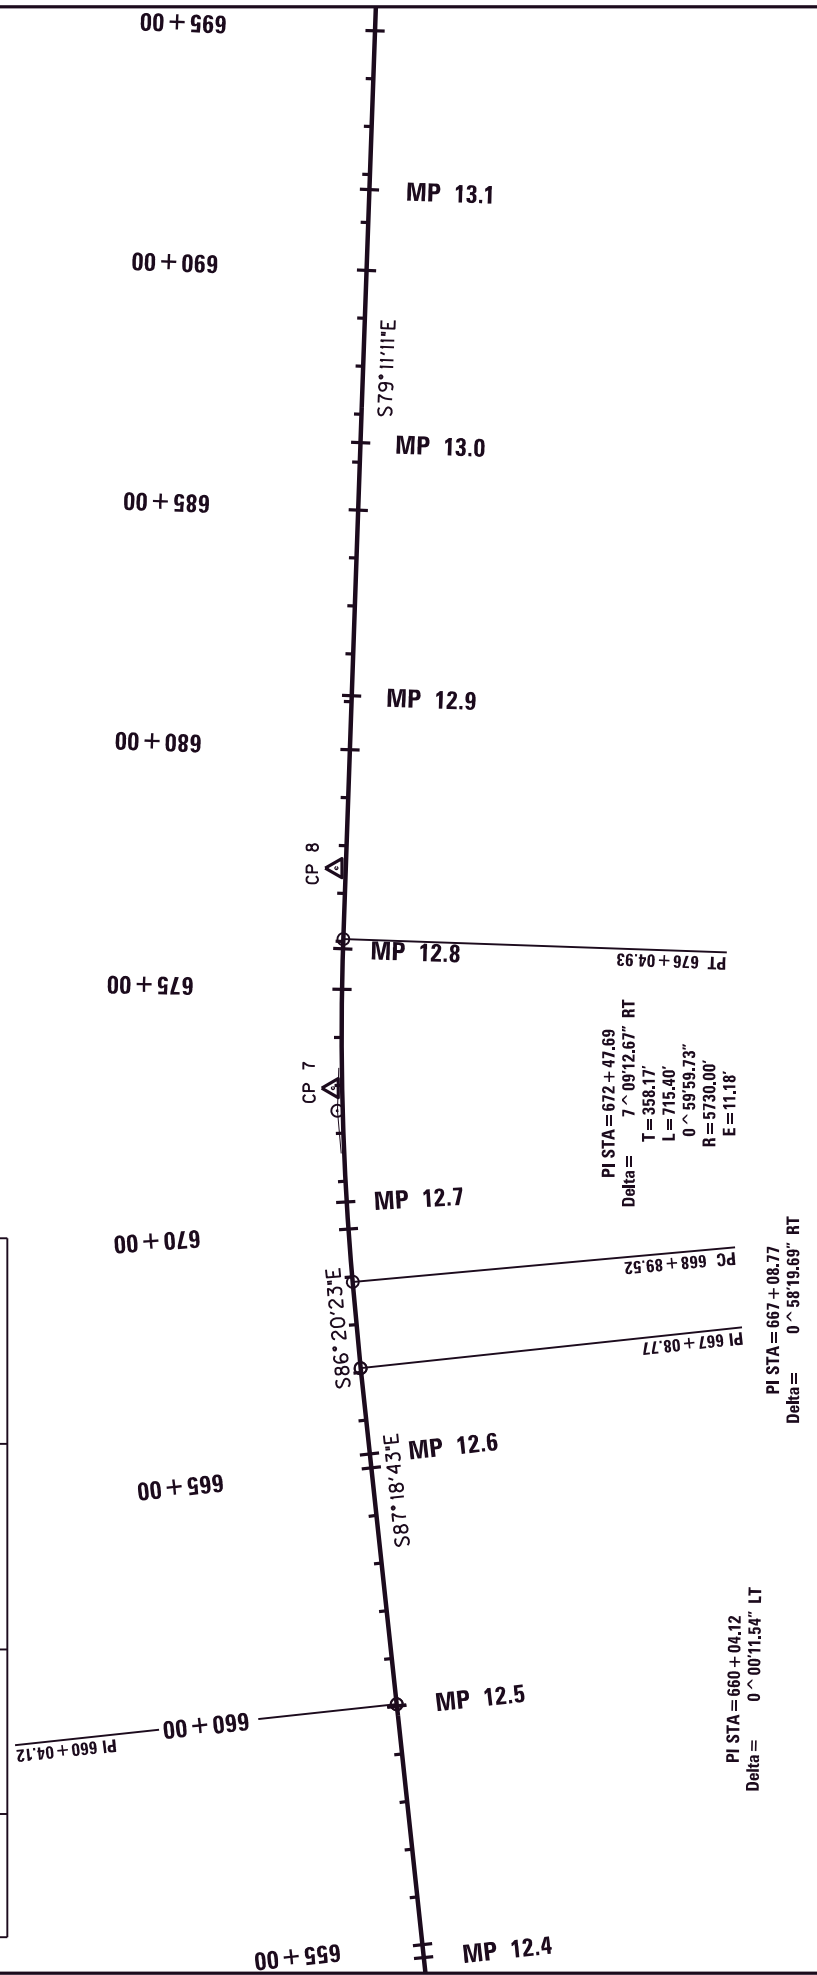 695+00
MP 13.1
690+00
S79°11'11"E
MP 13.0
685+00
MP 12.9
680+00
CP 8
MP 12.8
PT 676+04.93
675+00
PI STA = 672 + 47.69
Delta = 7 ^ 09'12.67" RT
T = 358.17'
L = 715.40'
0 ^ 59'59.73"
R = 5730.00'
E = 11.18'
CP 7
MP 12.7
670+00
PC 668+89.52
S86°20'23"E
PI 667+08.77
PI STA = 667 + 08.77
Delta = 0 ^ 58'19.69" RT
MP 12.6
S87°18'43"E
665+00
PI STA = 660 + 04.12
Delta = 0 ^ 00'11.54" LT
MP 12.5
660+00
PI 660+04.12
MP 12.4
655+00